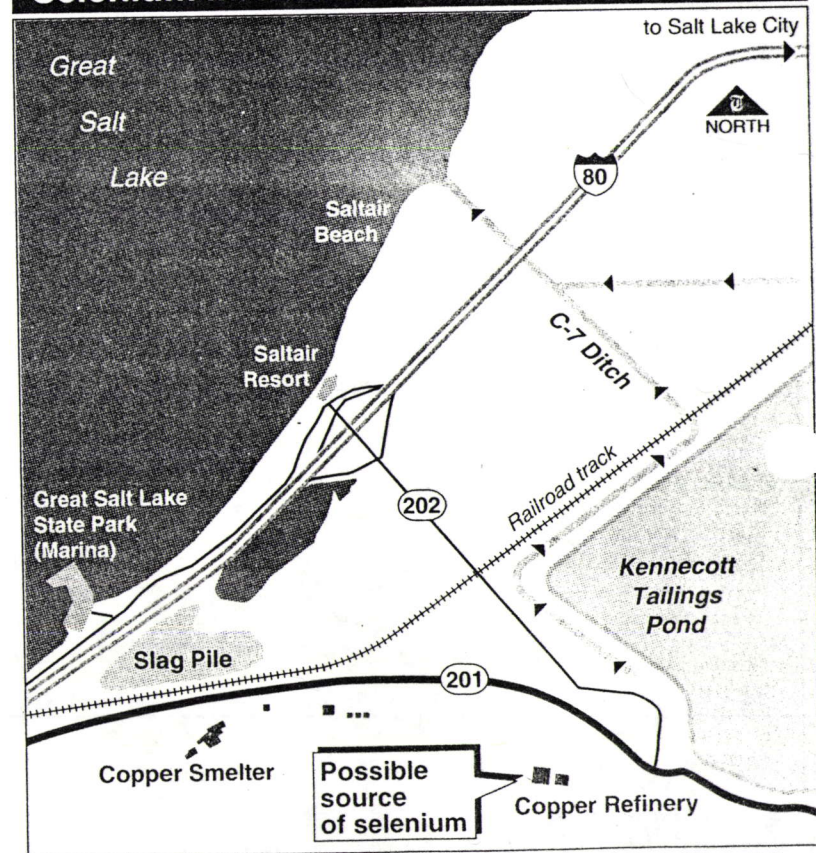 to Salt Lake City
Great
Salt
Lake
NORTH
80
Saltair
Beach
C-7 Ditch
Saltair
Resort
202
Railroad track
Great Salt Lake
State Park
(Marina)
Kennecott
Tailings
Pond
Slag Pile
201
Copper Smelter
Possible
source
of selenium
Copper Refinery